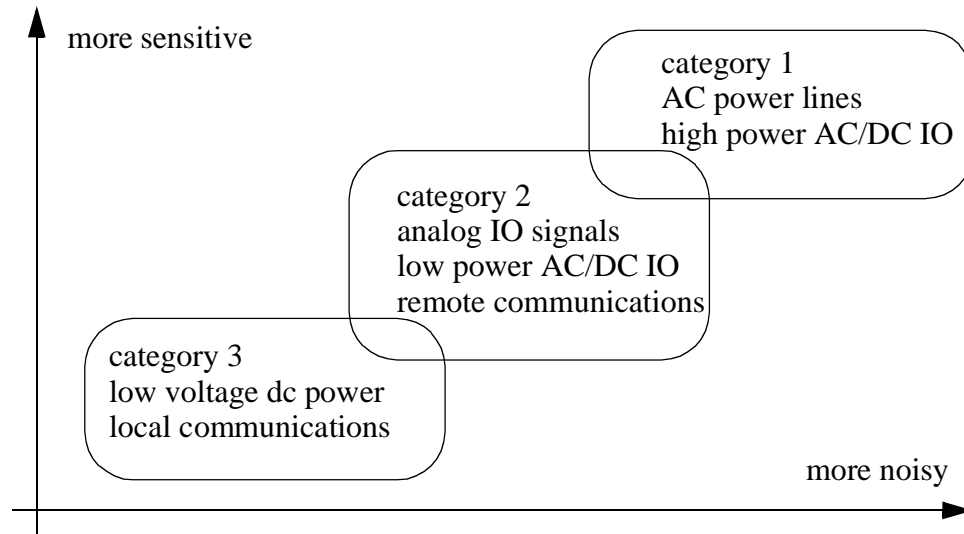 more sensitive
category 1
AC power lines
high power AC/DC IO
category 2
analog IO signals
low power AC/DC IO
remote communications
category 3
low voltage dc power
local communications
more noisy